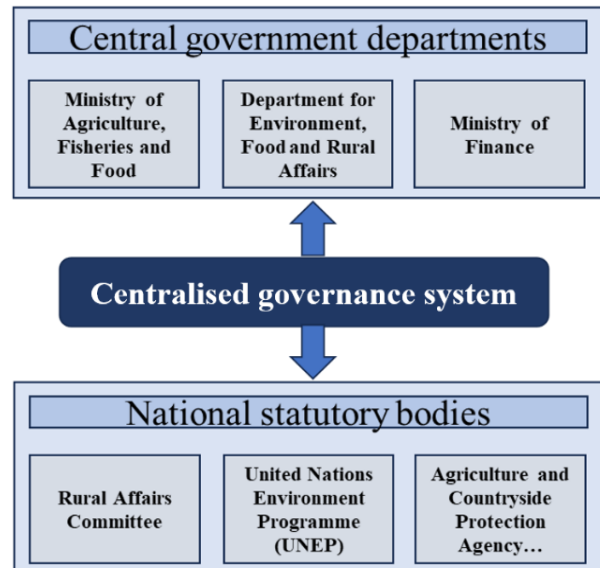 Central government departments
Ministry of
Agriculture,
Fisheries and
Food
Department for
Environment,
Food and Rural
Affairs
Ministry of
Finance
Centralised governance system
National statutory bodies
Rural Affairs
Committee
United Nations
Environment
Programme
(UNEP)
Agriculture and
Countryside
Protection
Agency…